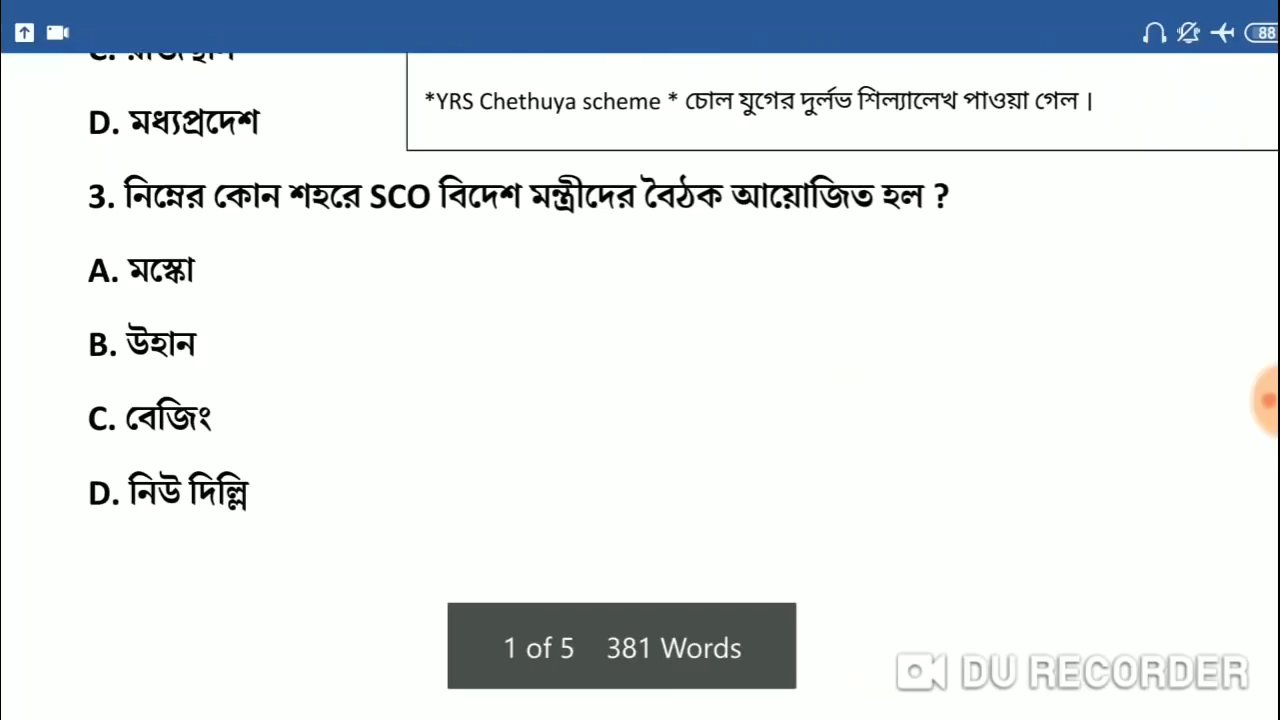 88
D. মধ্যপ্রদেশ
*YRS Chethuya scheme * চোল যুগের দুর্লভ শিল্যালেখ পাওয়া গেল।
3. নিম্নের কোন শহরে SCO বিদেশ মন্ত্রীদের বৈঠক আয়োজিত হল ?
A. মস্কো
B. উহান
C. বেজিং
D. নিউ দিল্লি
1 of 5 381 Words
DU RECORDER